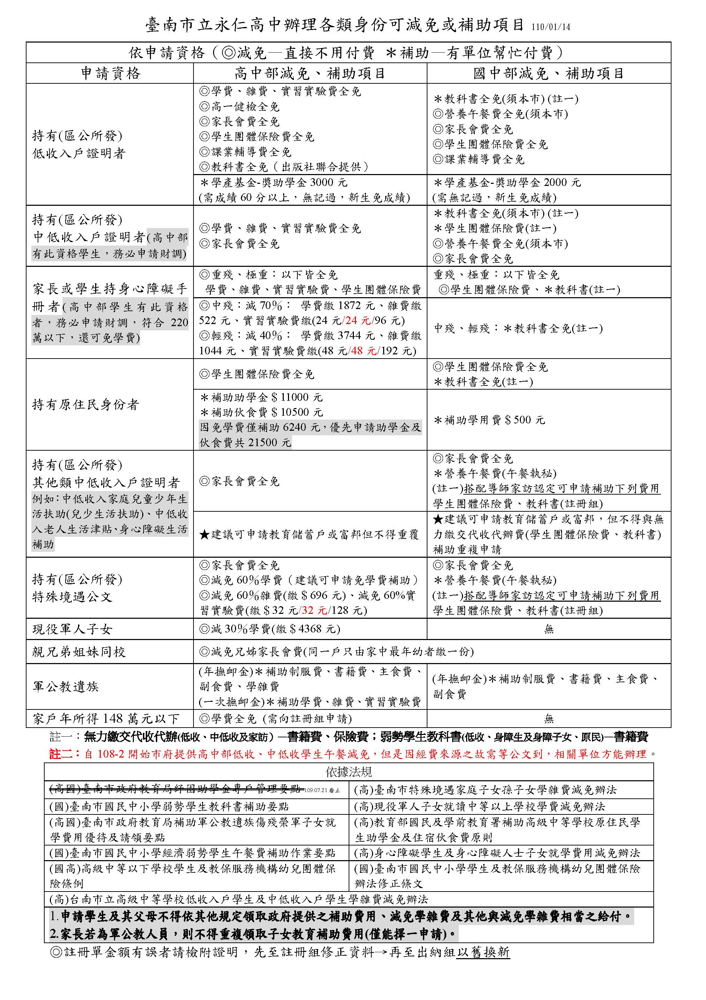 臺南市立永仁高中辦理各類身份可減免或補助項目 110/01/14
依申請資格（◎減免─直接不用付費 ＊補助─有單位幫忙付費）
申請資格
高中部減免、補助項目
國中部減免、補助項目
持有(區公所發)
低收入戶證明者
◎學費、雜費、實習實驗費全免
◎高一健檢全免
◎家長會費全免
◎學生團體保險費全免
◎課業輔導費全免
◎教科書全免（出版社聯合提供）
＊教科書全免(須本市)(註一)
◎營養午餐費全免(須本市)
◎家長會費全免
◎學生團體保險費全免
◎課業輔導費全免
＊學產基金-獎助學金 3000 元
(需成績 60 分以上，無記過，新生免成績)
＊學產基金-獎助學金 2000 元
(需無記過，新生免成績)
持有(區公所發)
中低收入戶證明者(高中部
有此資格學生，務必申請財調)
◎學費、雜費、實習實驗費全免
◎家長會費全免
＊教科書全免(須本市)(註一)
＊學生團體保險費(註一)
◎營養午餐費全免(須本市)
◎家長會費全免
家長或學生持身心障礙手
冊者(高中部學生有此資格
者，務必申請財調，符合 220
萬以下，還可免學費)
◎重殘、極重：以下皆全免
學費、雜費、實習實驗費、學生團體保險費
重殘、極重：以下皆全免
◎學生團體保險費、＊教科書(註一)
◎中殘：減 70%： 學費繳 1872 元、雜費繳
522 元、實習實驗費繳(24 元/24 元/96 元)
◎輕殘：減 40%： 學費繳 3744 元、雜費繳
1044 元、實習實驗費繳(48 元/48 元/192 元)
中殘、輕殘：＊教科書全免(註一)
持有原住民身份者
◎學生團體保險費全免
◎學生團體保險費全免
＊教科書全免(註一)
＊補助助學金＄11000 元
＊補助伙食費＄10500 元
因免學費僅補助 6240 元，優先申請助學金及
伙食費共 21500 元
＊補助學用費＄500 元
持有(區公所發)
其他類中低收入戶證明者
例如：中低收入家庭兒童少年生
活扶助(兒少生活扶助)、中低收
入老人生活津貼、身心障礙生活
補助
◎家長會費全免
◎家長會費全免
＊營養午餐費(午餐執秘)
(註一)搭配導師家訪認定可申請補助下列費用
學生團體保險費、教科書(註冊組)
★建議可申請教育儲蓄戶或富邦但不得重覆
★建議可申請教育儲蓄戶或富邦，但不得與無
力繳交代收代辦費(學生團體保險費、教科書)
補助重複申請
持有(區公所發)
特殊境遇公文
◎家長會費全免
◎減免 60%學費（建議可申請免學費補助）
◎減免 60%雜費(繳＄696 元)、減免 60%實
習實驗費(繳＄32 元/32 元/128 元)
◎家長會費全免
＊營養午餐費(午餐執秘)
(註一)搭配導師家訪認定可申請補助下列費用
學生團體保險費、教科書(註冊組)
現役軍人子女
◎減 30%學費(繳＄4368 元)
無
親兄弟姐妹同校
◎減免兄姊家長會費(同一戶只由家中最年幼者繳一份)
軍公教遺族
(年撫卹金)＊補助制服費、書籍費、主食費、
副食費、學雜費
(一次撫卹金)＊補助學費、雜費、實習實驗費
(年撫卹金)＊補助制服費、書籍費、主食費、
副食費
家戶年所得 148 萬元以下
◎學費全免 (需向註冊組申請)
無
註一：無力繳交代收代辦(低收、中低收及家訪）─書籍費、保險費；弱勢學生教科書(低收、身障生及身障子女、原民)─書籍費
註二：自 108-2 開始市府提供高中部低收、中低收學生午餐減免，但是因經費來源之故需等公文到，相關單位方能辦理。
依據法規
(高國)臺南市政府教育局紓困助學金專戶管理要點 109.07.21 廢止
(高)臺南市特殊境遇家庭子女孫子女學雜費減免辦法
(國)臺南市國民中小學弱勢學生教科書補助要點
(高)現役軍人子女就讀中等以上學校學費減免辦法
(高國)臺南市政府教育局補助軍公教遺族傷殘榮軍子女就
學費用優待及請領要點
(高)教育部國民及學前教育署補助高級中等學校原住民學
生助學金及住宿伙食費原則
(國)臺南市國民中小學經濟弱勢學生午餐費補助作業要點
(高)身心障礙學生及身心障礙人士子女就學費用減免辦法
(國高)高級中等以下學校學生及教保服務機構幼兒團體保
險條例
(國)臺南市國民中小學學生及教保服務機構幼兒團體保險
辦法修正條文
(高)台南市立高級中等學校低收入戶學生及中低收入戶學生學雜費減免辦法
1.申請學生及其父母不得依其他規定領取政府提供之補助費用、減免學雜費及其他與減免學雜費相當之給付。
2.家長若為軍公教人員，則不得重複領取子女教育補助費用(僅能擇一申請)。
◎註冊單金額有誤者請檢附證明，先至註冊組修正資料→再至出納組以舊換新